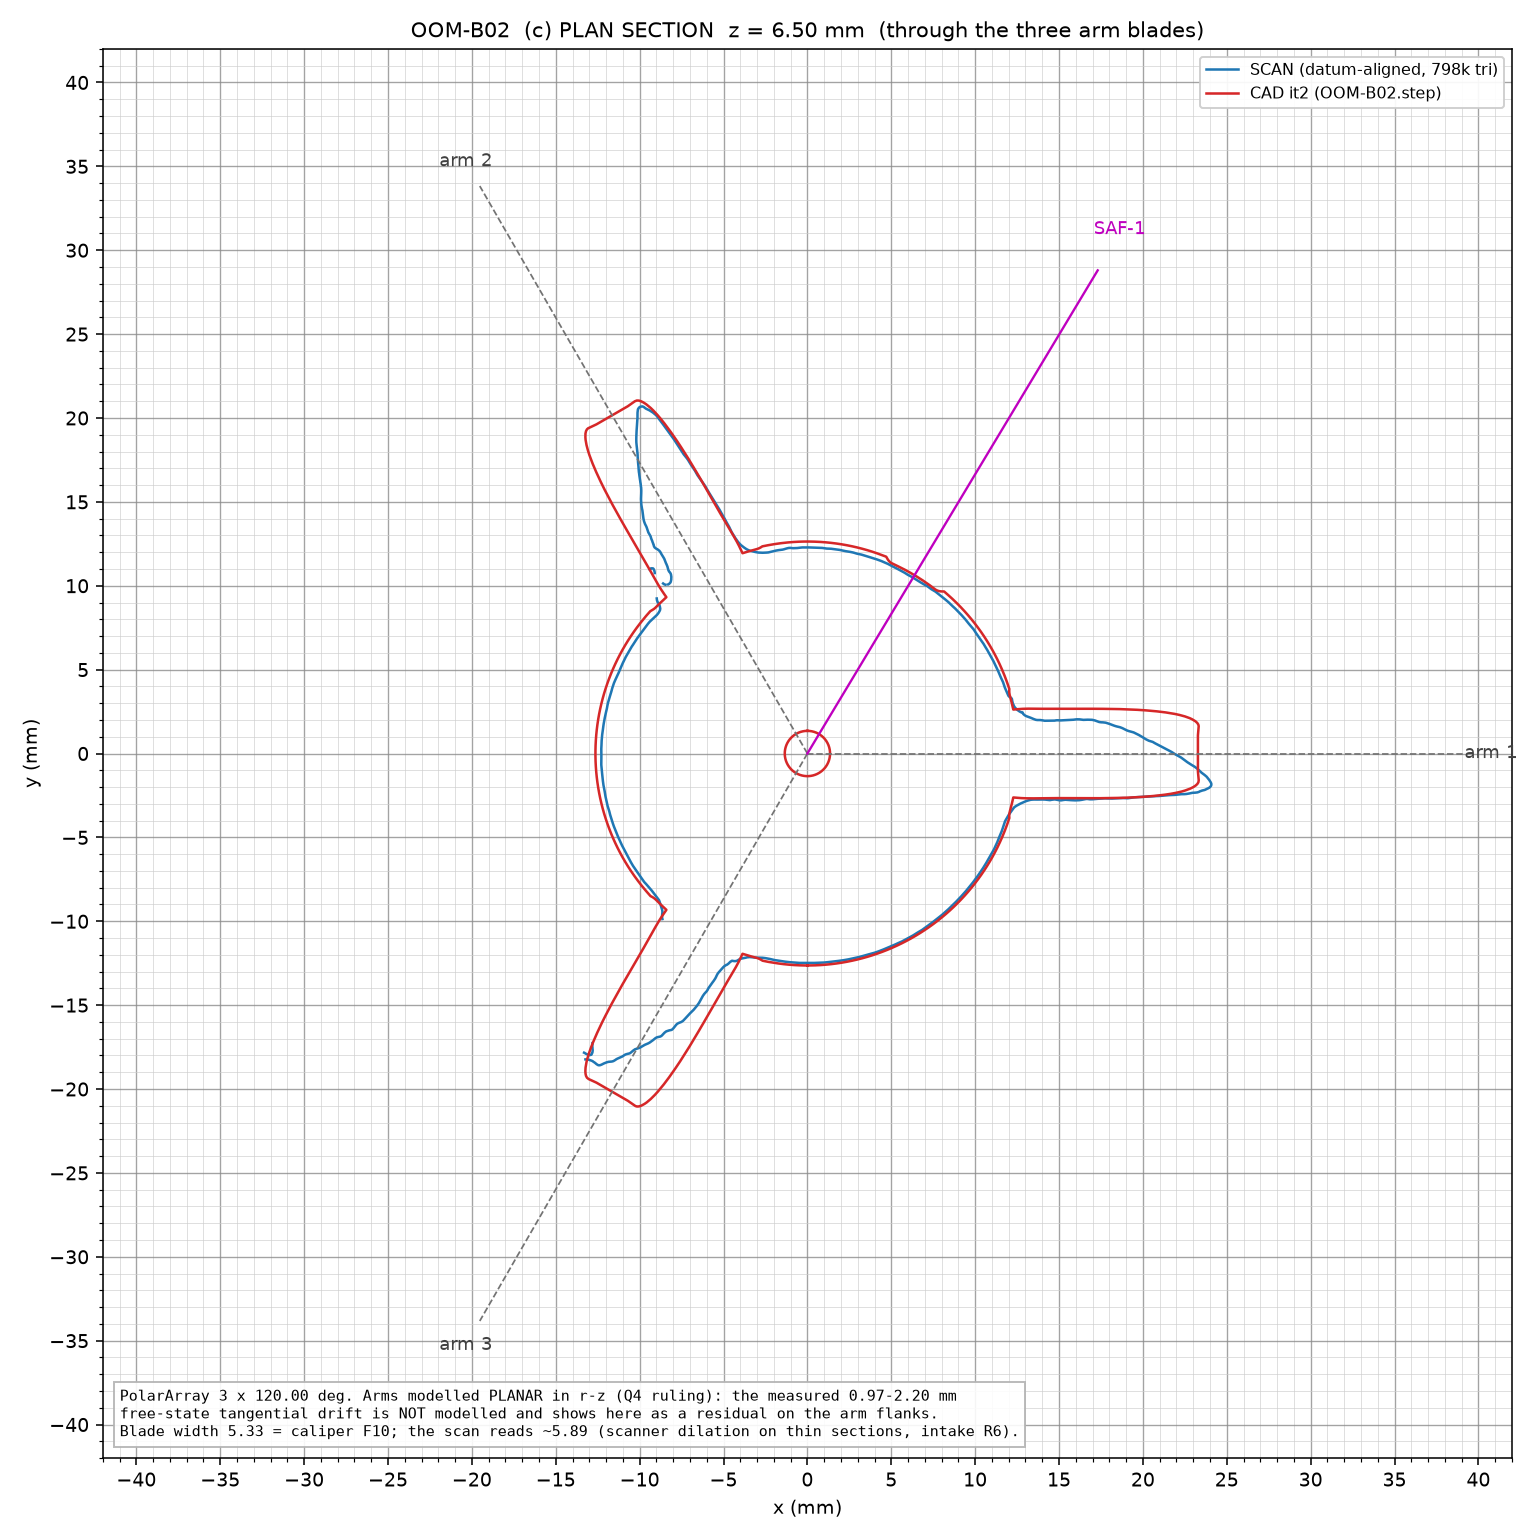 OOM-B02  (c) PLAN SECTION  z = 6.50 mm  (through the three arm blades)
SCAN (datum-aligned, 798k tri)
CAD it2 (OOM-B02.step)
arm 2
SAF-1
arm 1
arm 3
PolarArray 3 x 120.00 deg. Arms modelled PLANAR in r-z (Q4 ruling): the measured 0.97-2.20 mm
free-state tangential drift is NOT modelled and shows here as a residual on the arm flanks.
Blade width 5.33 = caliper F10; the scan reads ~5.89 (scanner dilation on thin sections, intake R6).
y (mm)
40
35
30
25
20
15
10
5
0
−5
−10
−15
−20
−25
−30
−35
−40
−40 −35 −30 −25 −20 −15 −10 −5 0 5 10 15 20 25 30 35 40
x (mm)